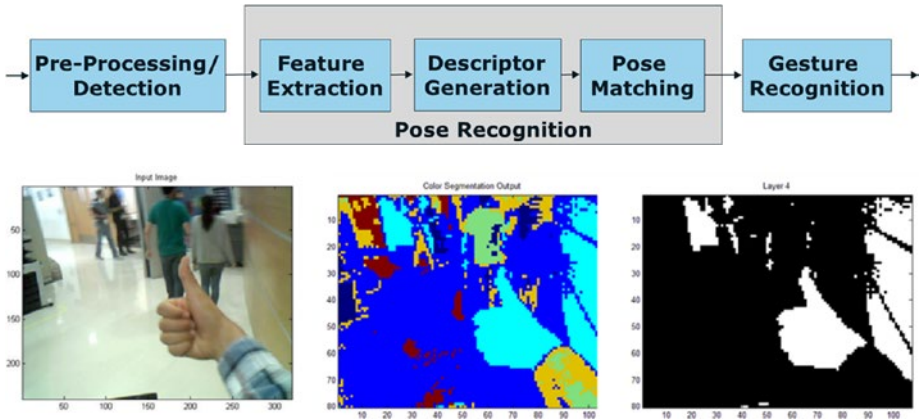 Pre-Processing/
Detection
Feature
Extraction
Descriptor
Generation
Pose
Matching
Gesture
Recognition
Pose Recognition
Input Image
50
100
150
200
50 100 150 200 250 300
Color Segmentation Output
10
20
30
40
50
60
70
80
10 20 30 40 50 60 70 80 90 100
Layer 4
10
20
30
40
50
60
70
80
10 20 30 40 50 60 70 80 90 100